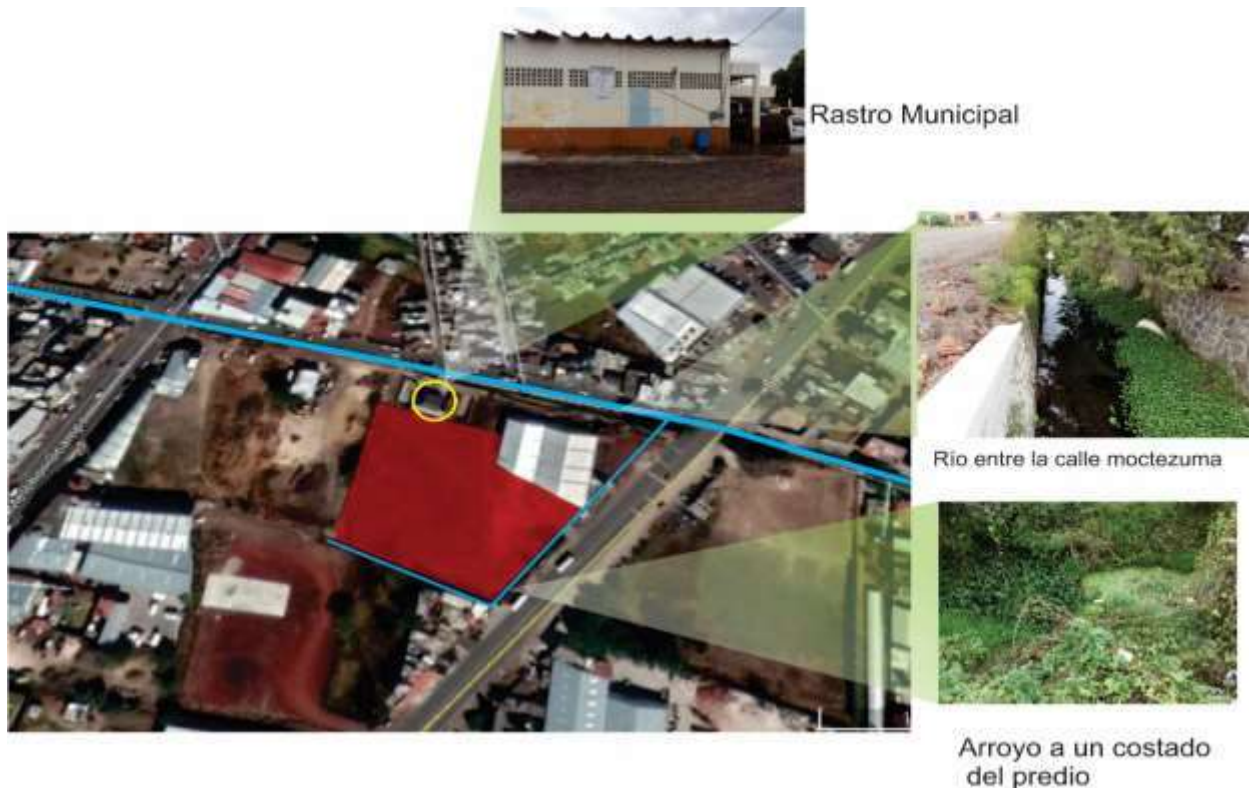 Rastro Municipal
Río entre la calle moctezuma
Arroyo a un costado
del predio